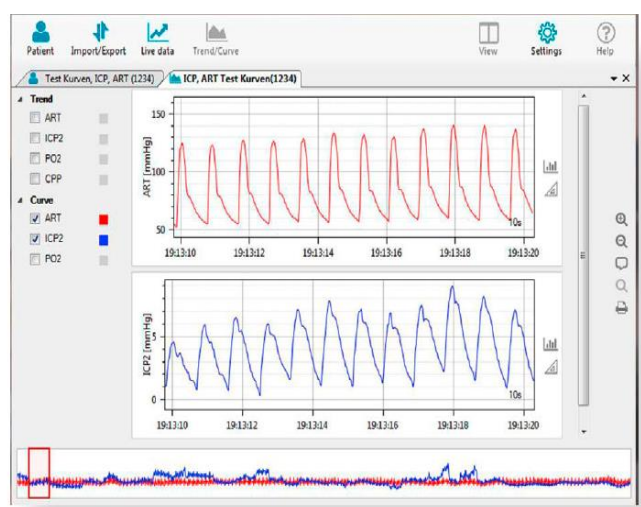 Patient Import/Export Live data Trend/Curve View Settings Help
Test Kurven, ICP, ART (1234) ICP, ART Test Kurven(1234)
Trend
ART
ICP2
PO2
CPP
Curve
ART
ICP2
PO2
ART [mmHg]
150
100
50
10s
19:13:10 19:13:12 19:13:14 19:13:16 19:13:18 19:13:20
ICP2 [mmHg]
5
0
10s
19:13:10 19:13:12 19:13:14 19:13:16 19:13:18 19:13:20